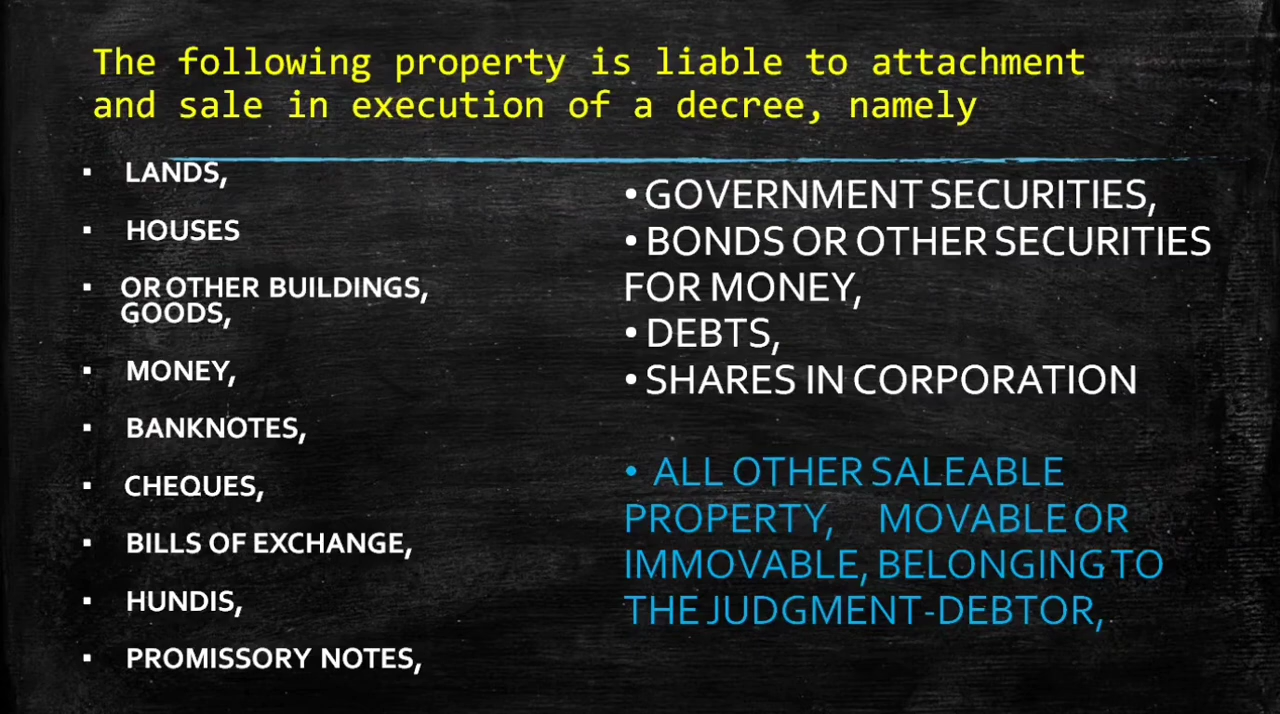 The following property is liable to attachment
and sale in execution of a decree, namely
▪ LANDS,
▪ HOUSES
▪ OR OTHER BUILDINGS,
GOODS,
▪ MONEY,
▪ BANKNOTES,
▪ CHEQUES,
▪ BILLS OF EXCHANGE,
▪ HUNDIS,
▪ PROMISSORY NOTES,
• GOVERNMENT SECURITIES,
• BONDS OR OTHER SECURITIES
FOR MONEY,
• DEBTS,
• SHARES IN CORPORATION
• ALL OTHER SALEABLE
PROPERTY, MOVABLE OR
IMMOVABLE, BELONGING TO
THE JUDGMENT-DEBTOR,